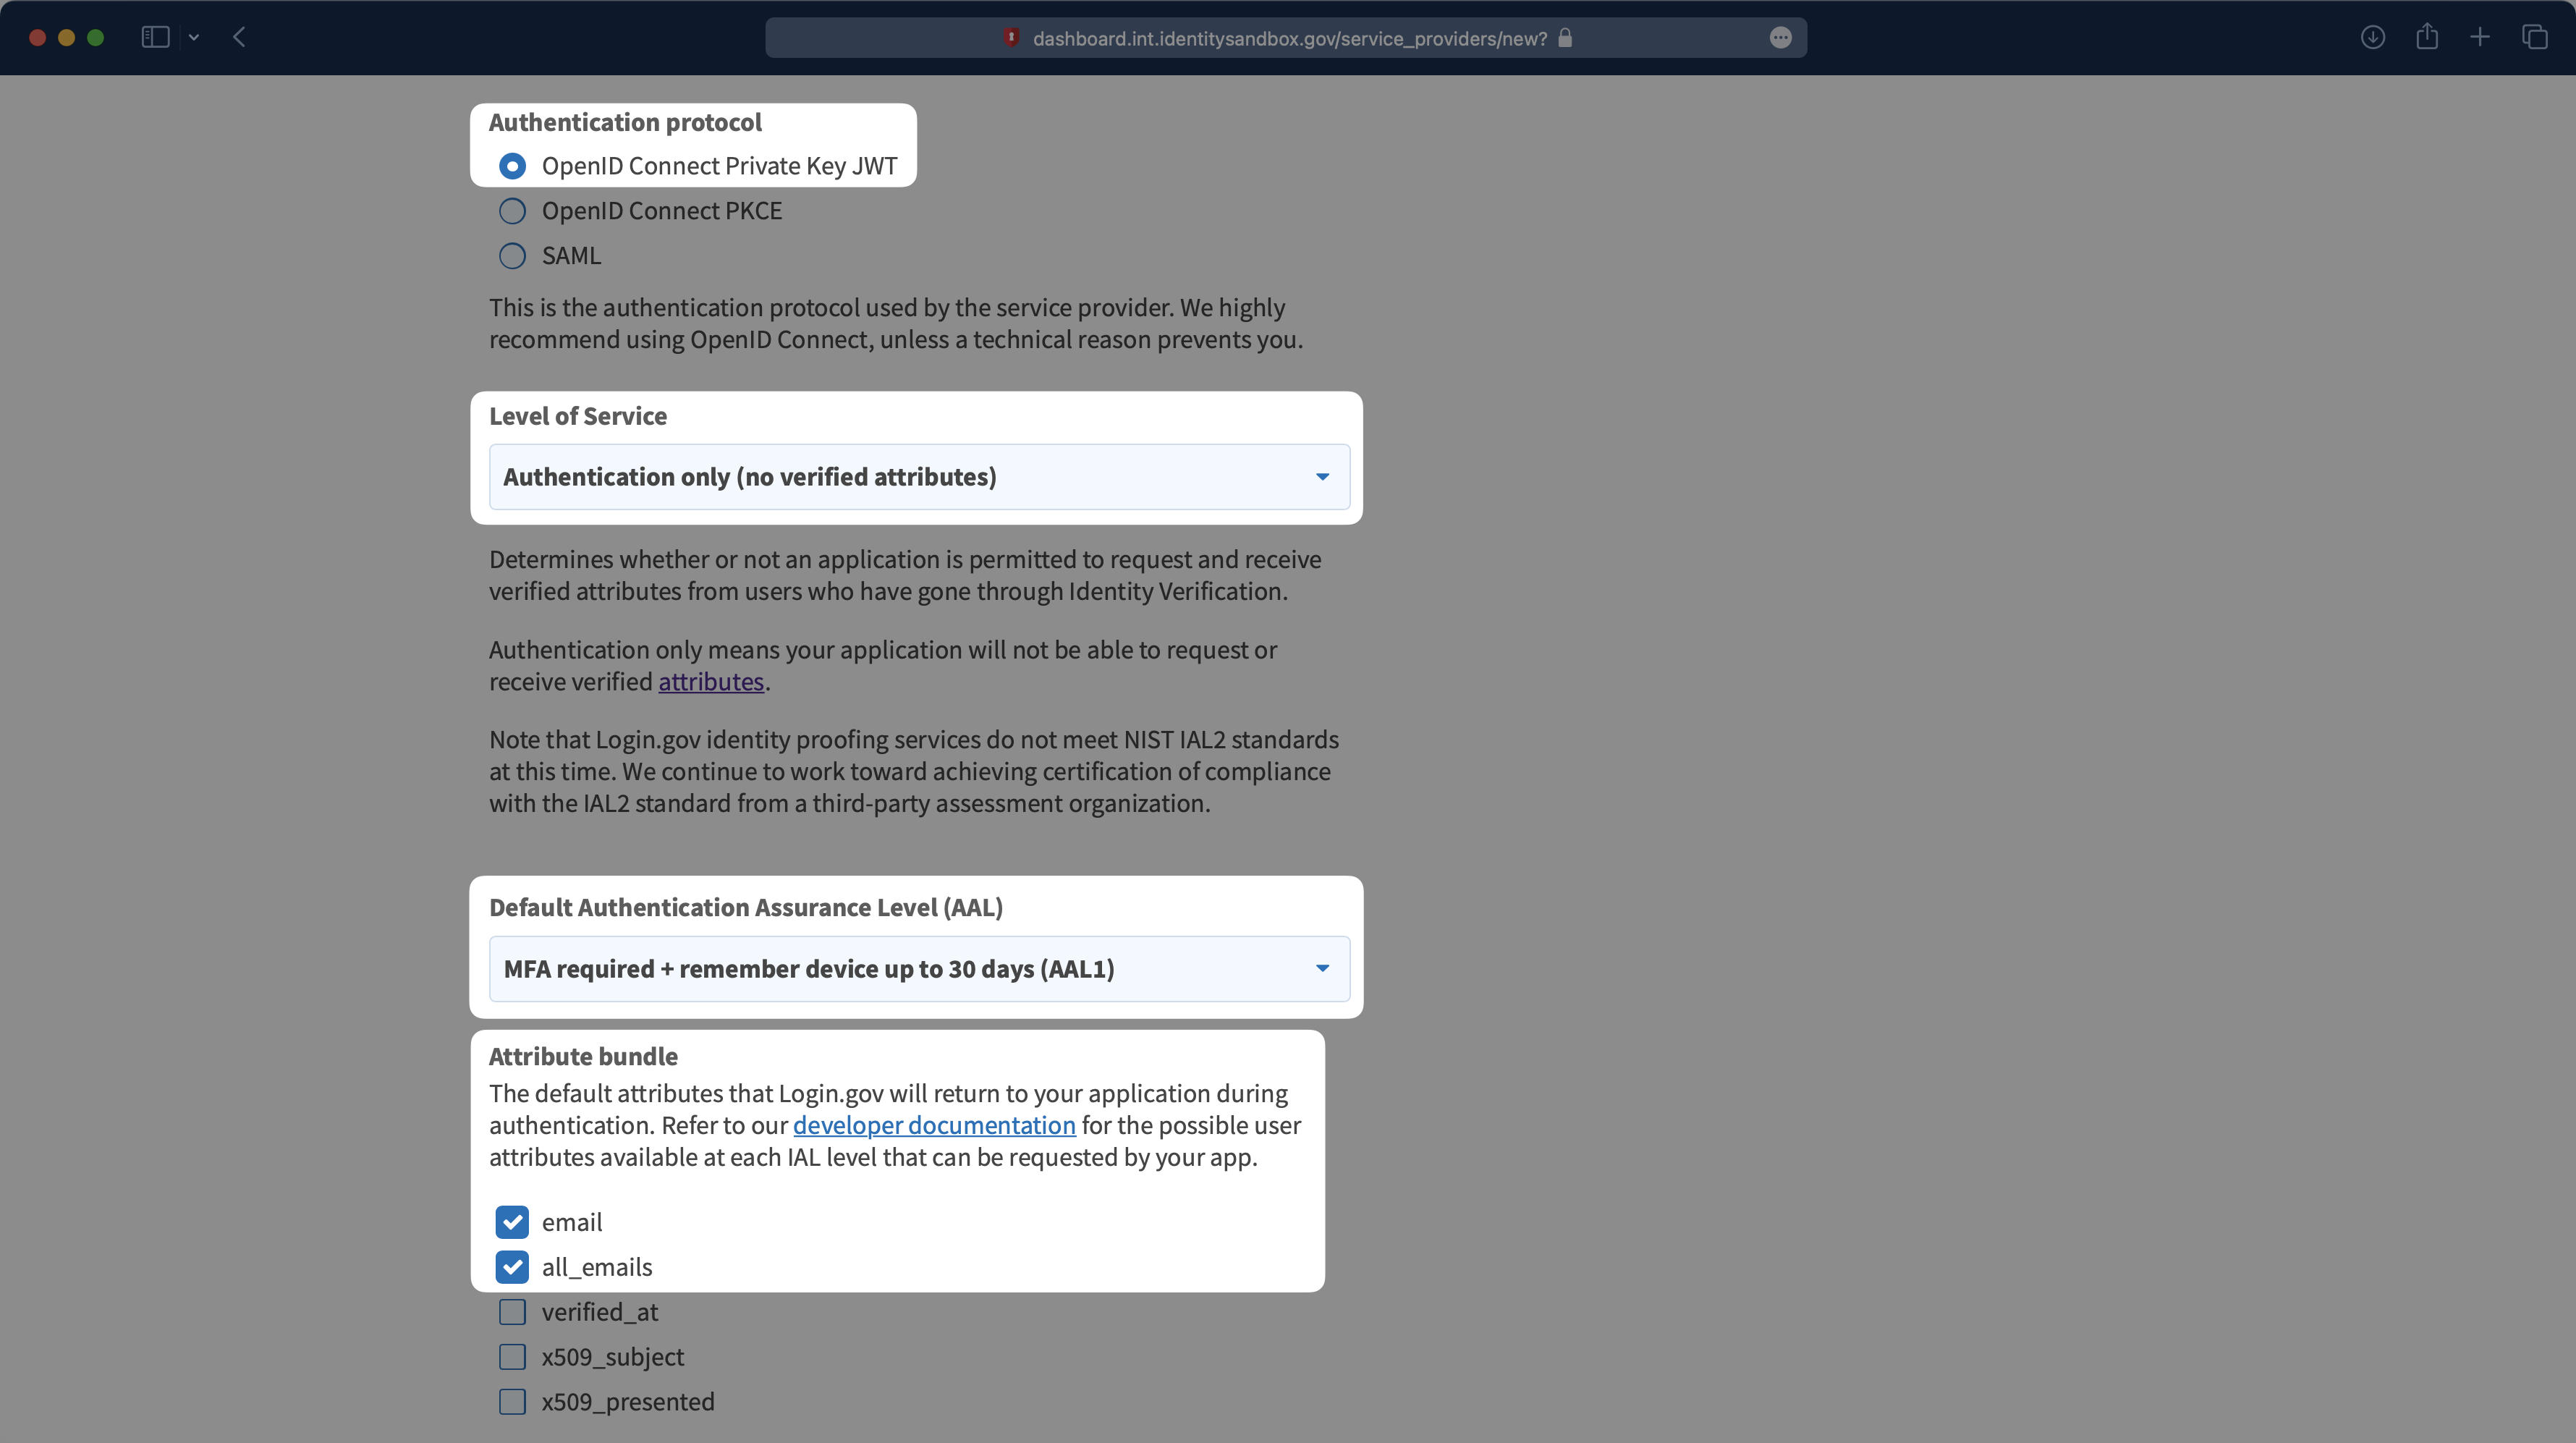 dashboard.int.identitysandbox.gov/service_providers/new?
Authentication protocol
OpenID Connect Private Key JWT
OpenID Connect PKCE
SAML
This is the authentication protocol used by the service provider. We highly
recommend using OpenID Connect, unless a technical reason prevents you.
Level of Service
Authentication only (no verified attributes)
Determines whether or not an application is permitted to request and receive
verified attributes from users who have gone through Identity Verification.
Authentication only means your application will not be able to request or
receive verified attributes.
Note that Login.gov identity proofing services do not meet NIST IAL2 standards
at this time. We continue to work toward achieving certification of compliance
with the IAL2 standard from a third-party assessment organization.
Default Authentication Assurance Level (AAL)
MFA required + remember device up to 30 days (AAL1)
Attribute bundle
The default attributes that Login.gov will return to your application during
authentication. Refer to our developer documentation for the possible user
attributes available at each IAL level that can be requested by your app.
email
all_emails
verified_at
x509_subject
x509_presented